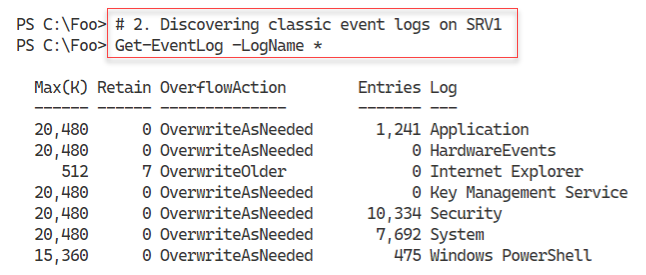 PS C:\Foo> # 2. Discovering classic event logs on SRV1
PS C:\Foo> Get-EventLog -LogName *
Max(K) Retain OverflowAction Entries Log
------ ------ -------------- ------- ---
20,480 0 OverwriteAsNeeded 1,241 Application
20,480 0 OverwriteAsNeeded 0 HardwareEvents
512 7 OverwriteOlder 0 Internet Explorer
20,480 0 OverwriteAsNeeded 0 Key Management Service
20,480 0 OverwriteAsNeeded 10,334 Security
20,480 0 OverwriteAsNeeded 7,692 System
15,360 0 OverwriteAsNeeded 475 Windows PowerShell